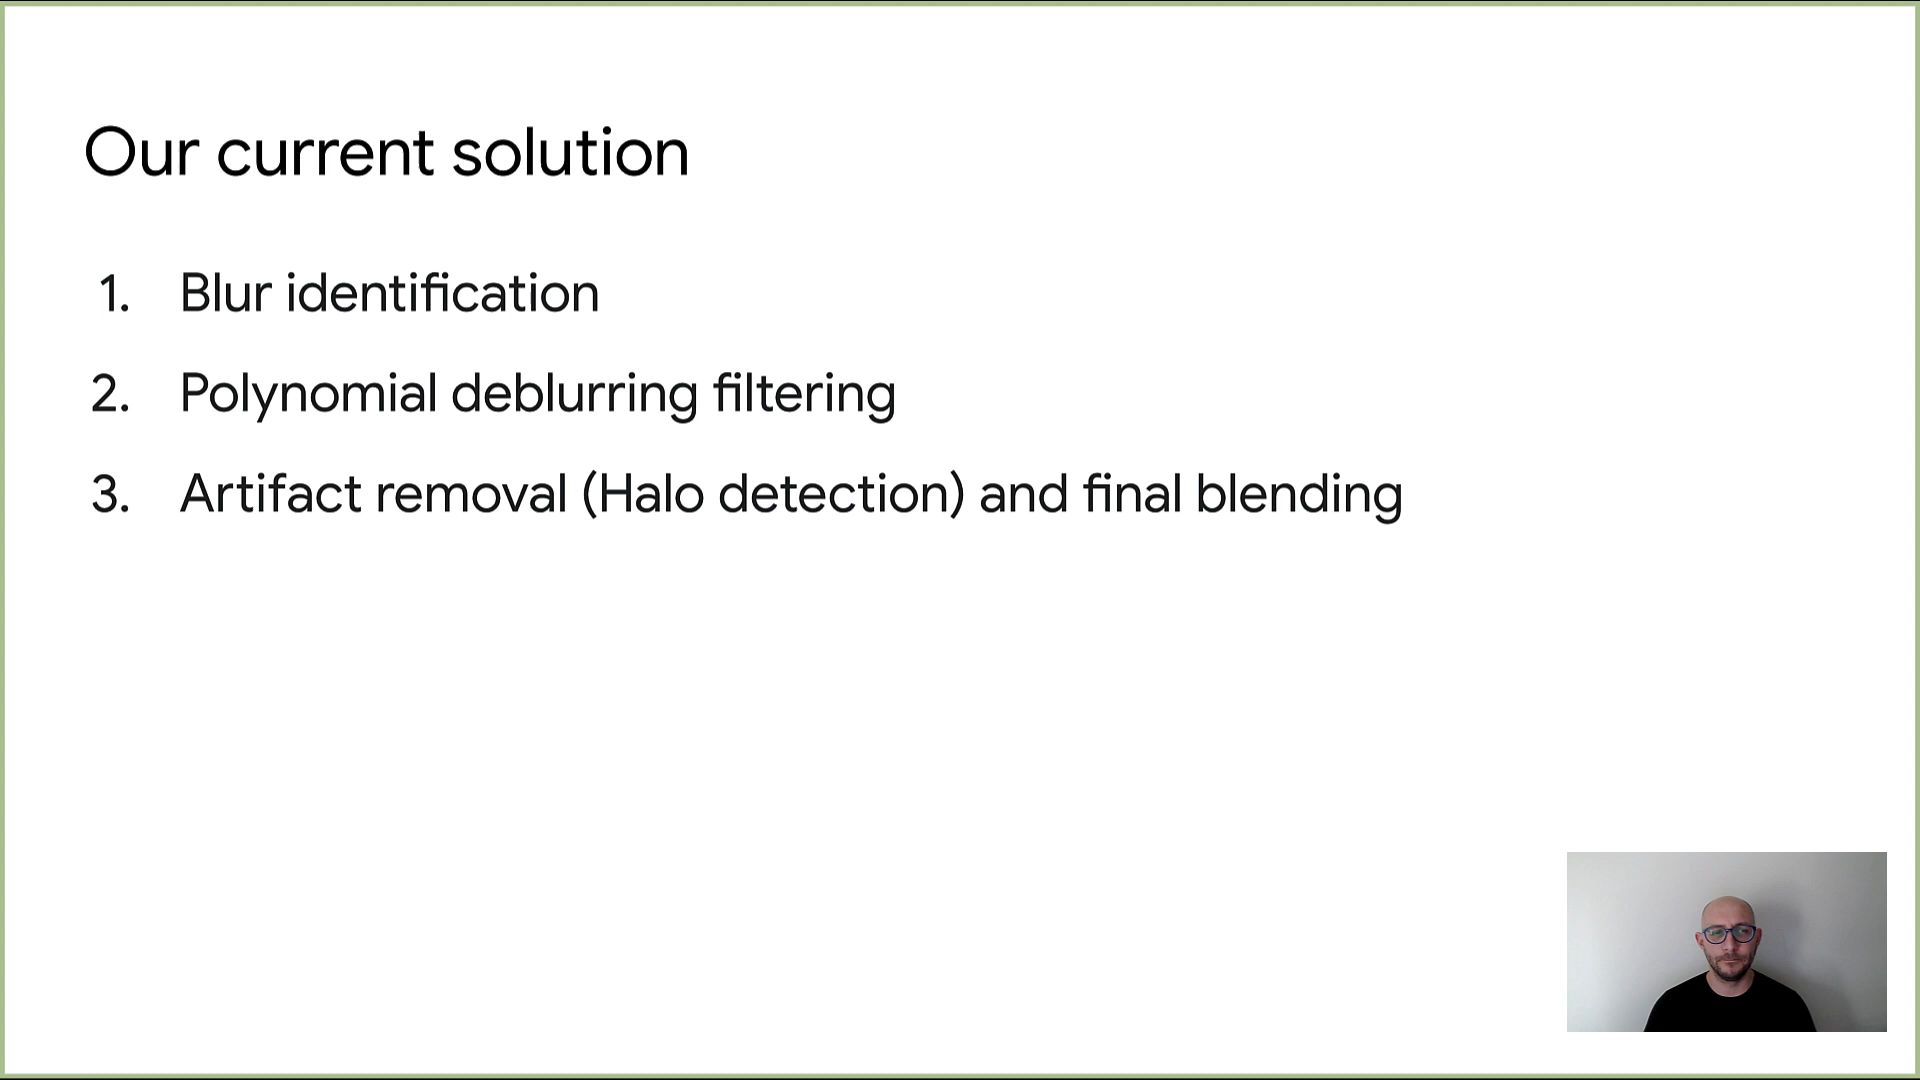 Our current solution
1. Blur identification
2. Polynomial deblurring filtering
3. Artifact removal (Halo detection) and final blending